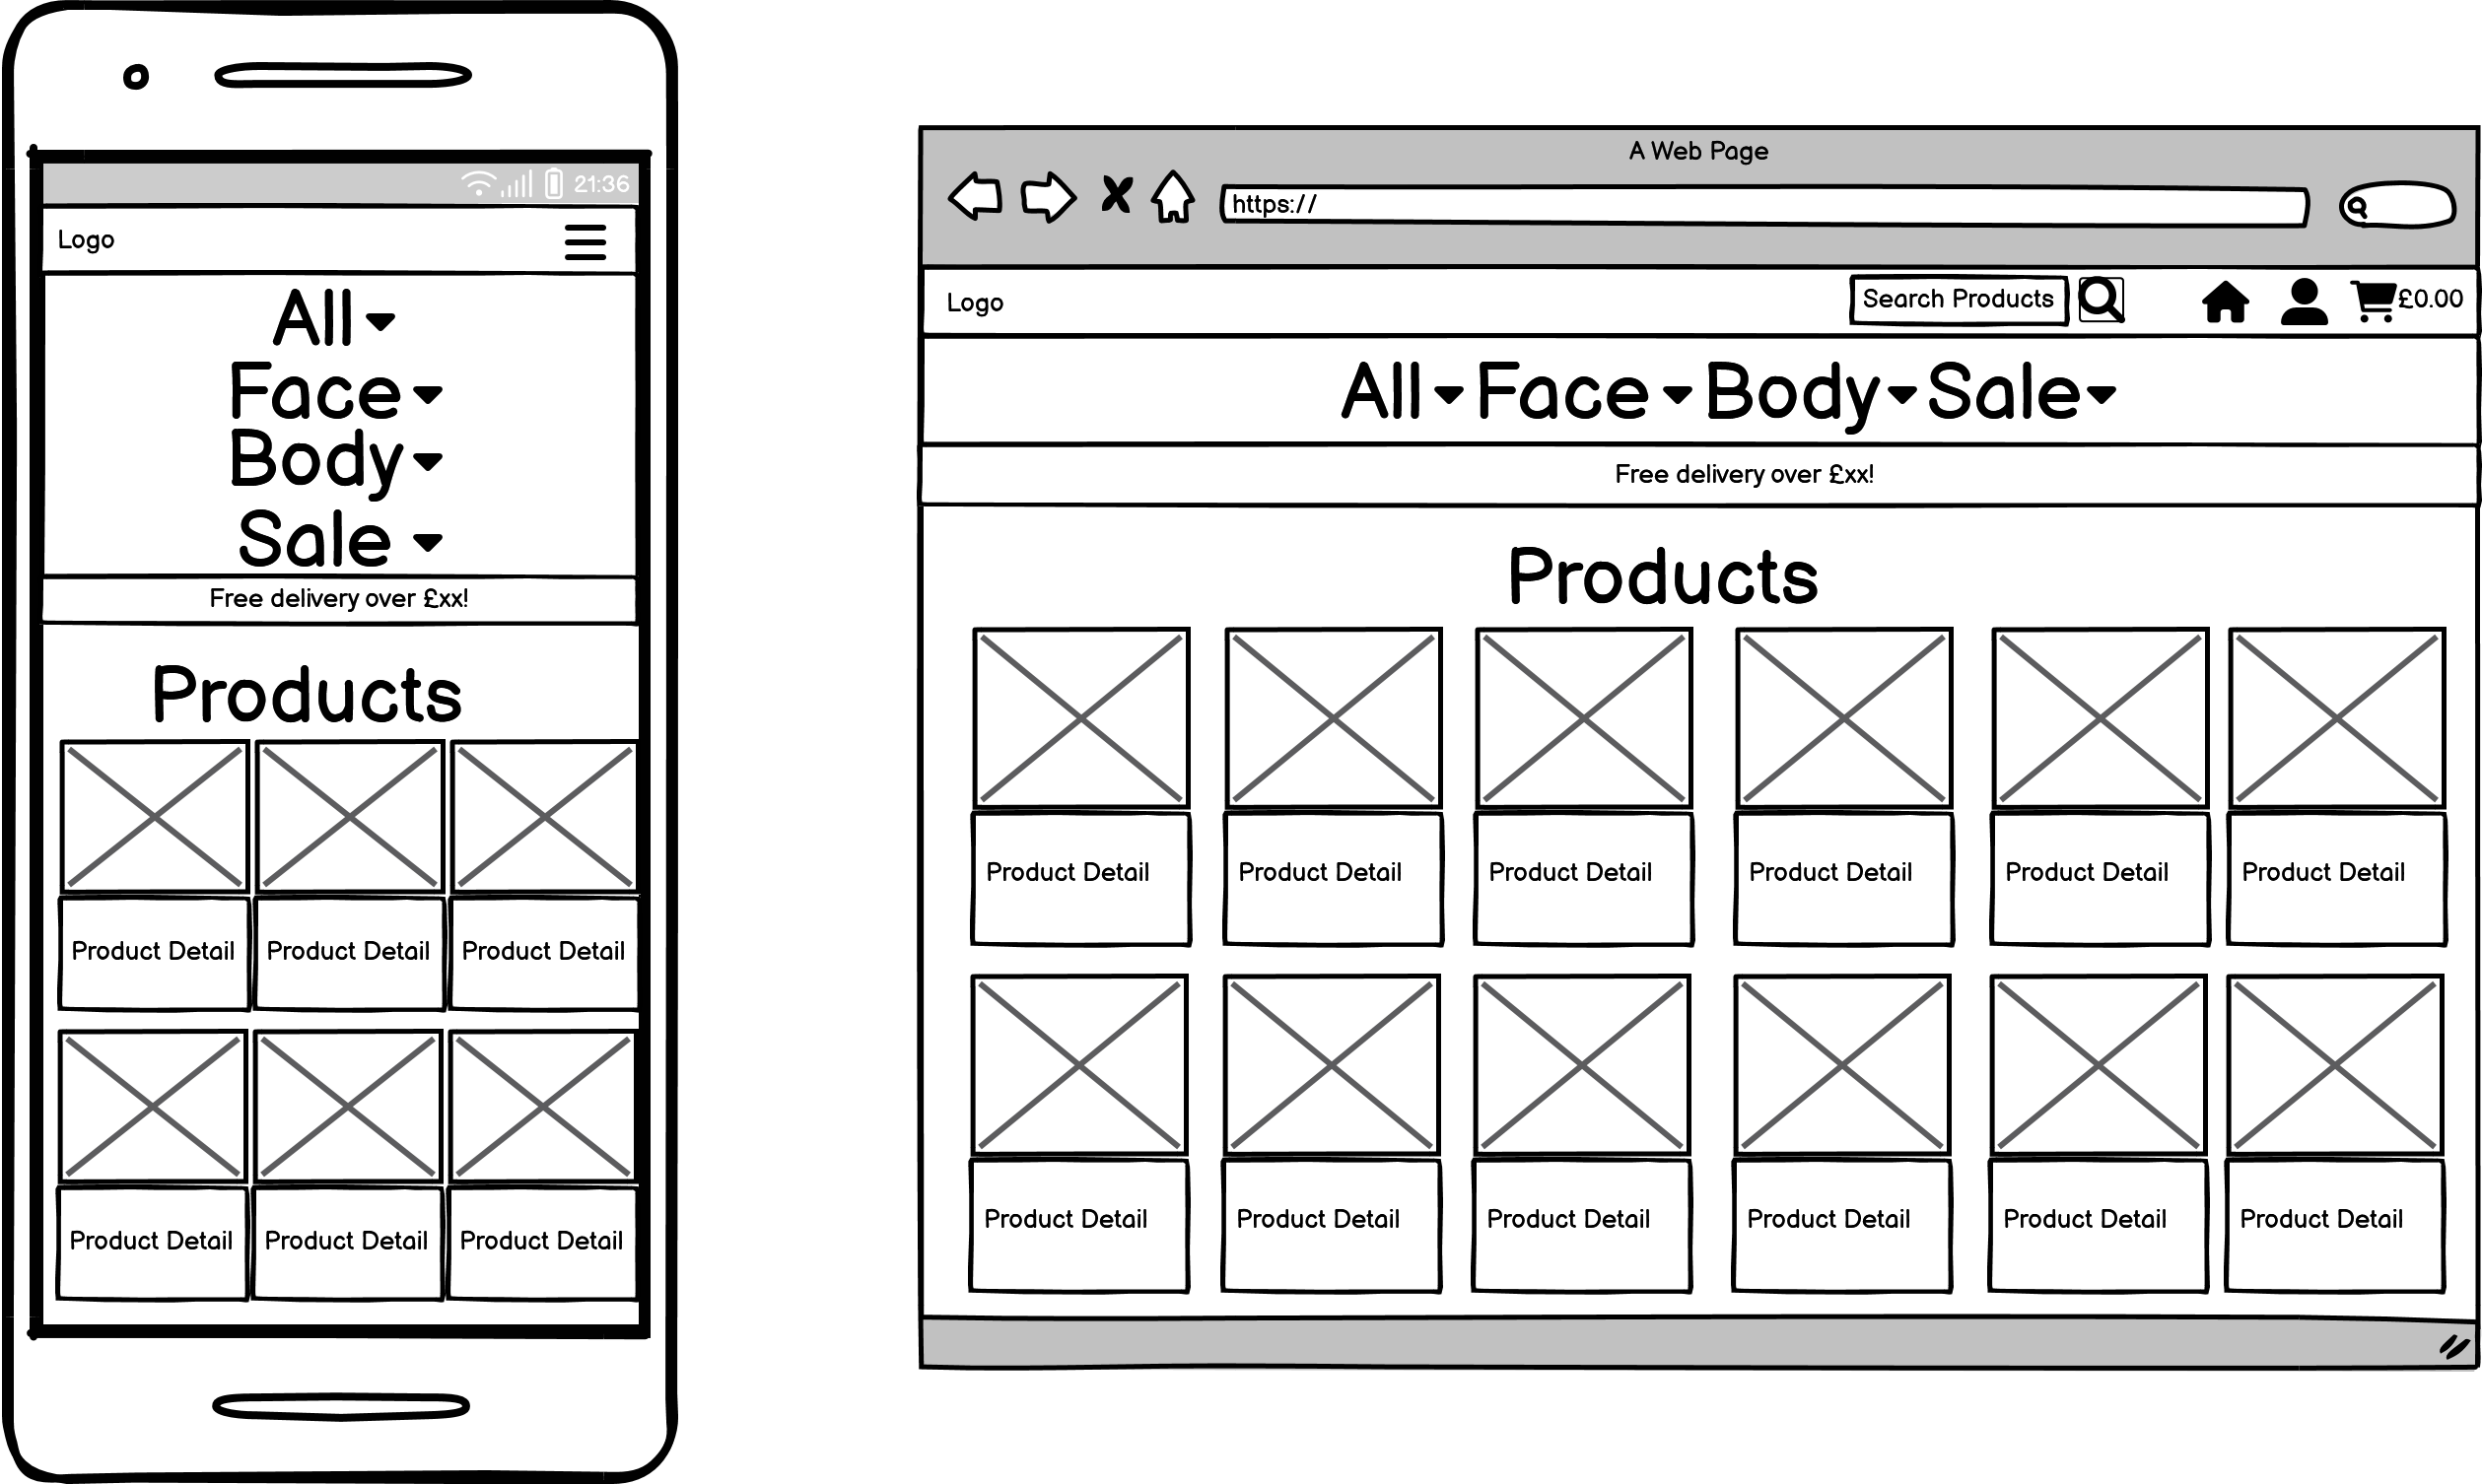 21:36
Logo
All
Face
Body
Sale
Free delivery over £xx!
Products
Product Detail Product Detail Product Detail
Product Detail Product Detail Product Detail
A Web Page
https://
Logo Search Products £0.00
All Face Body Sale
Free delivery over £xx!
Products
Product Detail Product Detail Product Detail Product Detail Product Detail Product Detail
Product Detail Product Detail Product Detail Product Detail Product Detail Product Detail